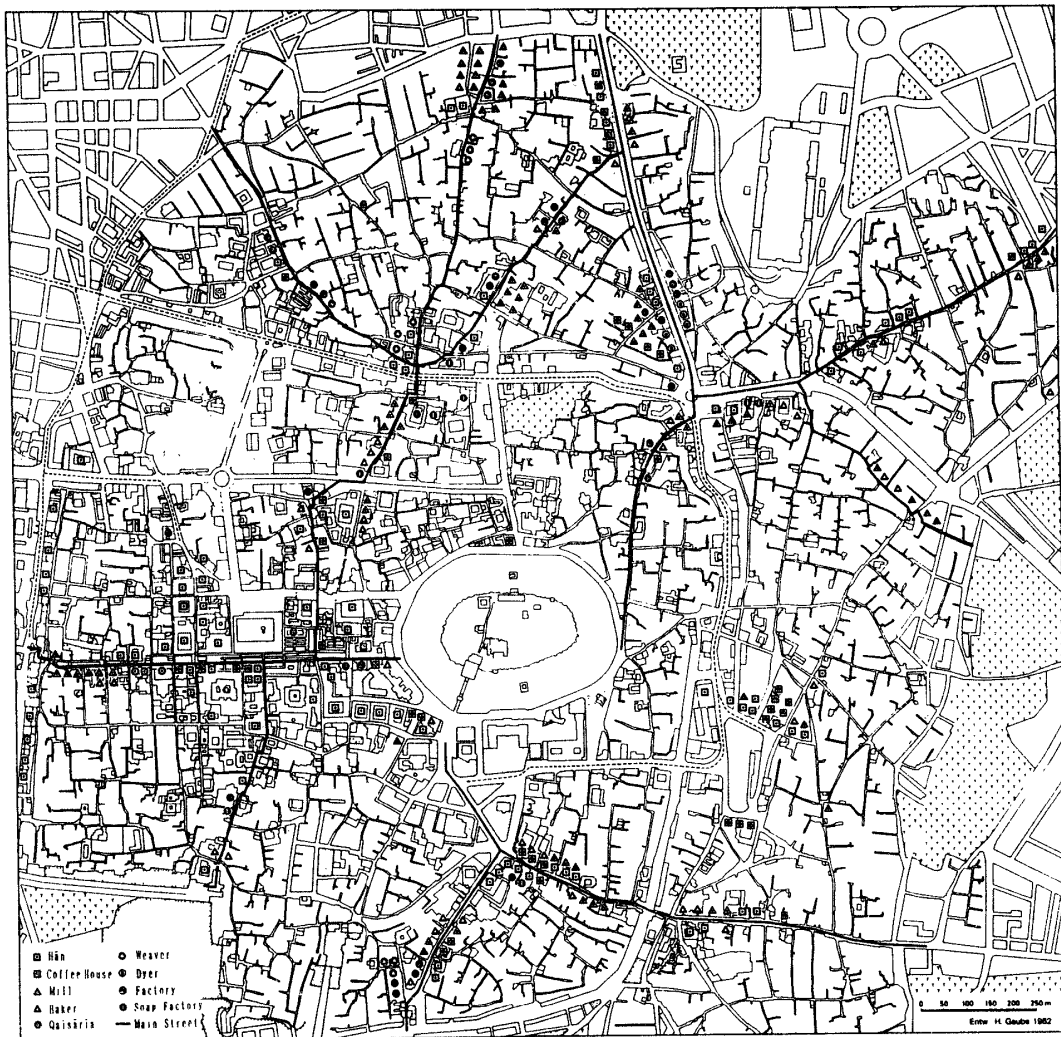 Hān
Coffee House
Mill
Baker
Qaisāria
Weaver
Dyer
Factory
Soap Factory
Main Street
0 50 100 150 200 250 m
Entw H. Gaube 1982